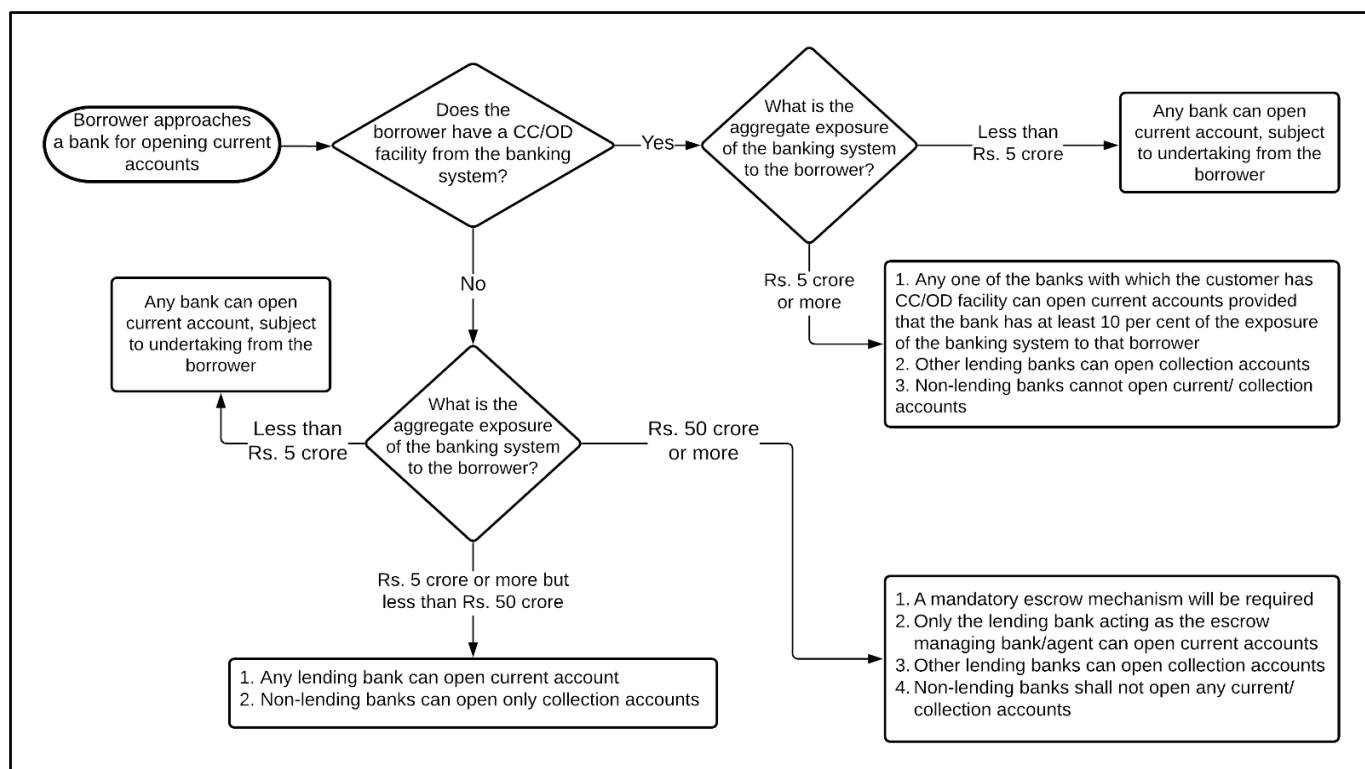 Borrower approaches
a bank for opening current
accounts
Does the
borrower have a CC/OD
facility from the banking
system?
Yes
What is the
aggregate exposure
of the banking system
to the borrower?
Less than
Rs. 5 crore
Any bank can open
current account, subject
to undertaking from the
borrower
Rs. 5 crore
or more
1. Any one of the banks with which the customer has
CC/OD facility can open current accounts provided
that the bank has at least 10 per cent of the exposure
of the banking system to that borrower
2. Other lending banks can open collection accounts
3. Non-lending banks cannot open current/ collection
accounts
No
Any bank can open
current account, subject
to undertaking from the
borrower
Less than
Rs. 5 crore
What is the
aggregate exposure
of the banking system
to the borrower?
Rs. 50 crore
or more
Rs. 5 crore or more but
less than Rs. 50 crore
1. Any lending bank can open current account
2. Non-lending banks can open only collection accounts
1. A mandatory escrow mechanism will be required
2. Only the lending bank acting as the escrow
managing bank/agent can open current accounts
3. Other lending banks can open collection accounts
4. Non-lending banks shall not open any current/
collection accounts